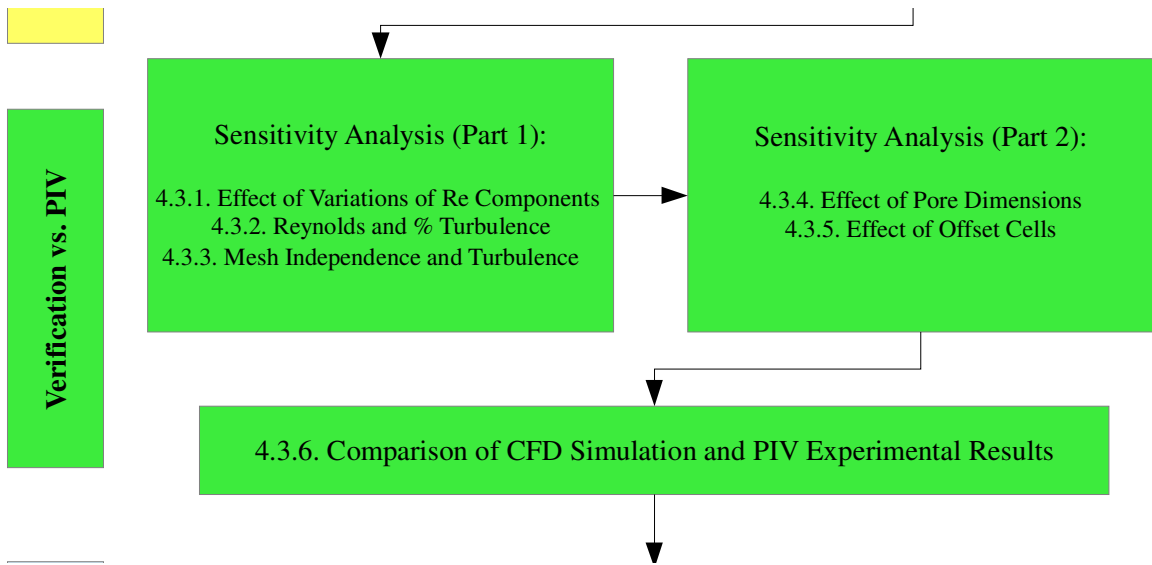 Verification vs. PIV
Sensitivity Analysis (Part 1):
4.3.1. Effect of Variations of Re Components
4.3.2. Reynolds and % Turbulence
4.3.3. Mesh Independence and Turbulence
Sensitivity Analysis (Part 2):
4.3.4. Effect of Pore Dimensions
4.3.5. Effect of Offset Cells
4.3.6. Comparison of CFD Simulation and PIV Experimental Results